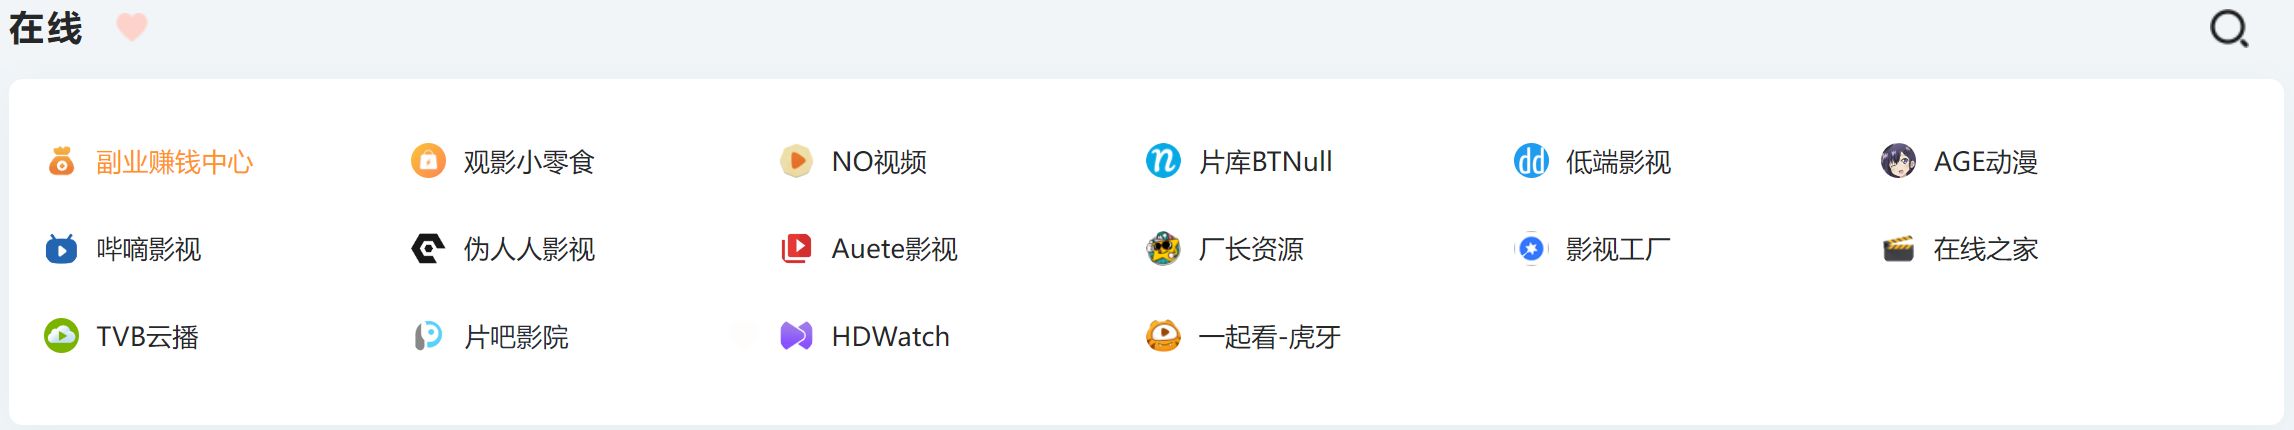 在线
副业赚钱中心 观影小零食 NO视频 片库BTNull 低端影视 AGE动漫
哔嘀影视 伪人人影视 Auete影视 厂长资源 影视工厂 在线之家
TVB云播 片吧影院 HDWatch 一起看-虎牙